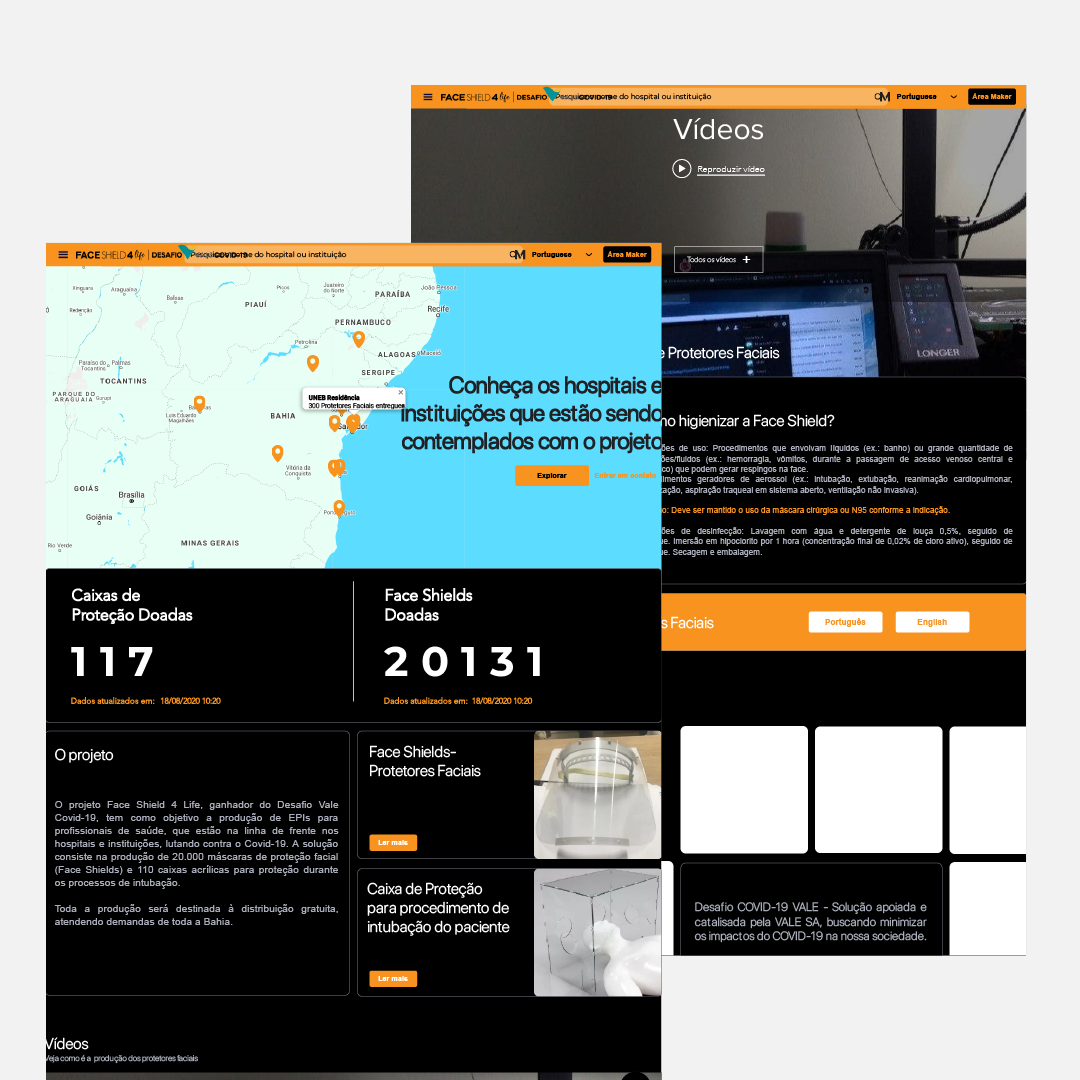 FACE SHIELD 4 life | DESAFIO COVID-19
Pesquise o nome do hospital ou instituição
M
Portuguese
Área Maker
Vídeos
Reproduzir vídeo
Todos os vídeos +
LONGER
e Protetores Faciais
no higienizar a Face Shield?
ões de uso: Procedimentos que envolvam líquidos (ex.: banho) ou grande quantidade de
ões/fluidos (ex.: hemorragia, vômitos, durante a passagem de acesso venoso central e
co) que podem gerar respingos na face.
imentos geradores de aerossol (ex.: intubação, extubação, reanimação cardiopulmonar,
ação, aspiração traqueal em sistema aberto, ventilação não invasiva).
o: Deve ser mantido o uso da máscara cirúrgica ou N95 conforme a indicação.
ões de desinfecção: Lavagem com água e detergente de louça 0,5%, seguido de
ue. Imersão em hipoclorito por 1 hora (concentração final de 0,02% de cloro ativo), seguido de
ue. Secagem e embalagem.
s Faciais
Português
English
Desafio COVID-19 VALE - Solução apoiada e
catalisada pela VALE SA, buscando minimizar
os impactos do COVID-19 na nossa sociedade.
FACE SHIELD 4 life | DESAFIO COVID-19
Pesquise o nome do hospital ou instituição
M
Portuguese
Área Maker
Xinguara
Araguaína
Balsas
Picos
Juazeiro
do Norte
João Pessoa
PARAÍBA
PIAUÍ
Redenção
Recife
PERNAMBUCO
Petrolina
ALAGOAS
Maceió
Paraíso do
Tocantins
Palmas
SERGIPE
TOCANTINS
PARQUE DO
ARAGUAIA
Gurupi
UNEB Residência
300 Protetores Faciais entregues
Luís Eduardo
Magalhães
BAHIA
Salvador
Vitória da
Conquista
GOIÁS
Brasília
Goiânia
Rio Verde
MINAS GERAIS
Conheça os hospitais e
instituições que estão sendo
contemplados com o projeto
Explorar
Entrar em contato
Caixas de
Proteção Doadas
117
Dados atualizados em: 18/08/2020 10:20
Face Shields
Doadas
20131
Dados atualizados em: 18/08/2020 10:20
O projeto
O projeto Face Shield 4 Life, ganhador do Desafio Vale
Covid-19, tem como objetivo a produção de EPIs para
profissionais de saúde, que estão na linha de frente nos
hospitais e instituições, lutando contra o Covid-19. A solução
consiste na produção de 20.000 máscaras de proteção facial
(Face Shields) e 110 caixas acrílicas para proteção durante
os processos de intubação.
Toda a produção será destinada à distribuição gratuita,
atendendo demandas de toda a Bahia.
Face Shields-
Protetores Faciais
Ler mais
Caixa de Proteção
para procedimento de
intubação do paciente
Ler mais
Vídeos
Veja como é a produção dos protetores faciais